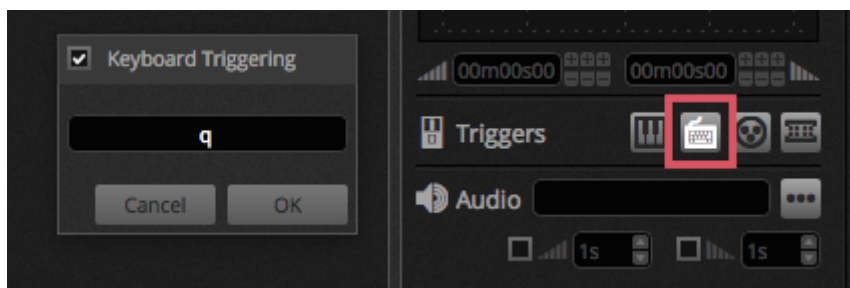 Keyboard Triggering
q
Cancel OK
00m00s00 00m00s00
Triggers
Audio
1s 1s